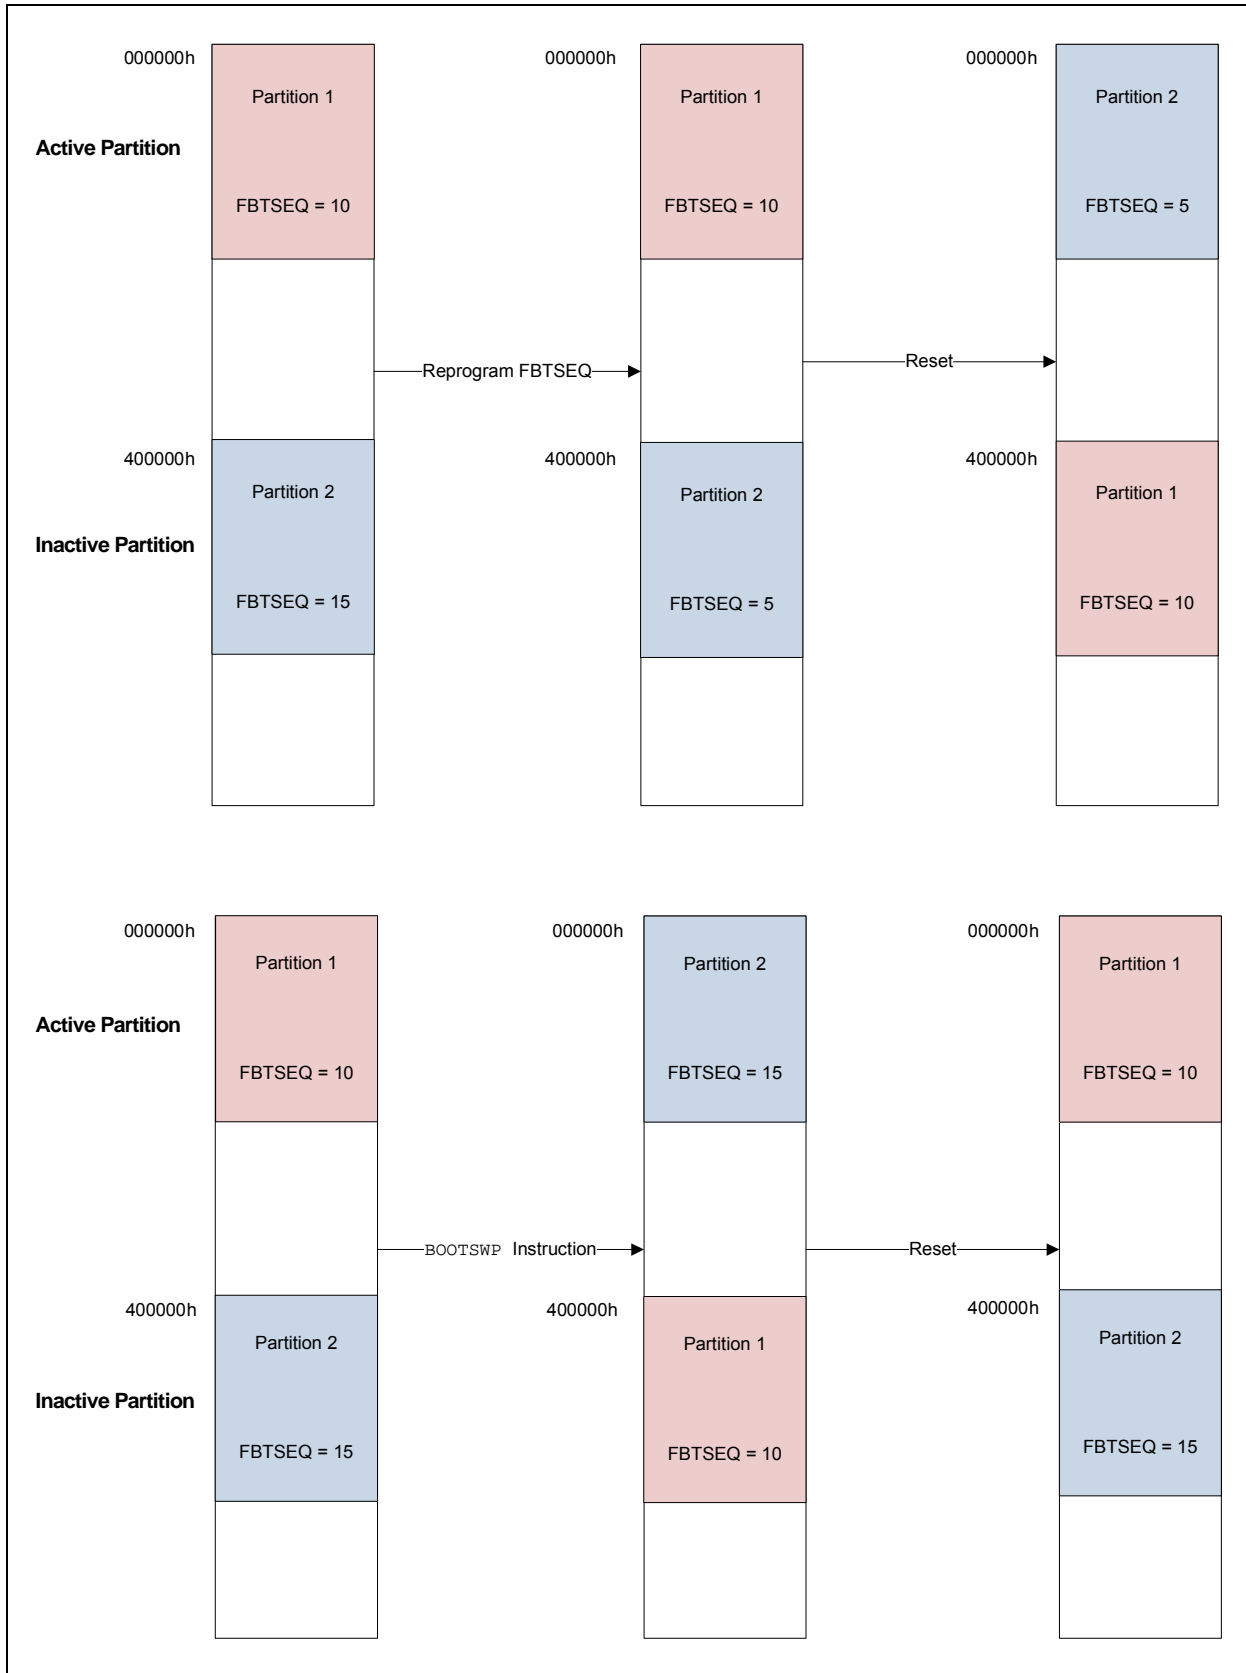 000000h
000000h
000000h
Partition 1
Partition 1
Partition 2
Active Partition
FBTSEQ = 10
FBTSEQ = 10
FBTSEQ = 5
Reprogram FBTSEQ
Reset
400000h
400000h
400000h
Partition 2
Partition 2
Partition 1
Inactive Partition
FBTSEQ = 15
FBTSEQ = 5
FBTSEQ = 10
000000h
000000h
000000h
Partition 1
Partition 2
Partition 1
Active Partition
FBTSEQ = 10
FBTSEQ = 15
FBTSEQ = 10
BOOTSWP Instruction
Reset
400000h
400000h
400000h
Partition 2
Partition 1
Partition 2
Inactive Partition
FBTSEQ = 15
FBTSEQ = 10
FBTSEQ = 15